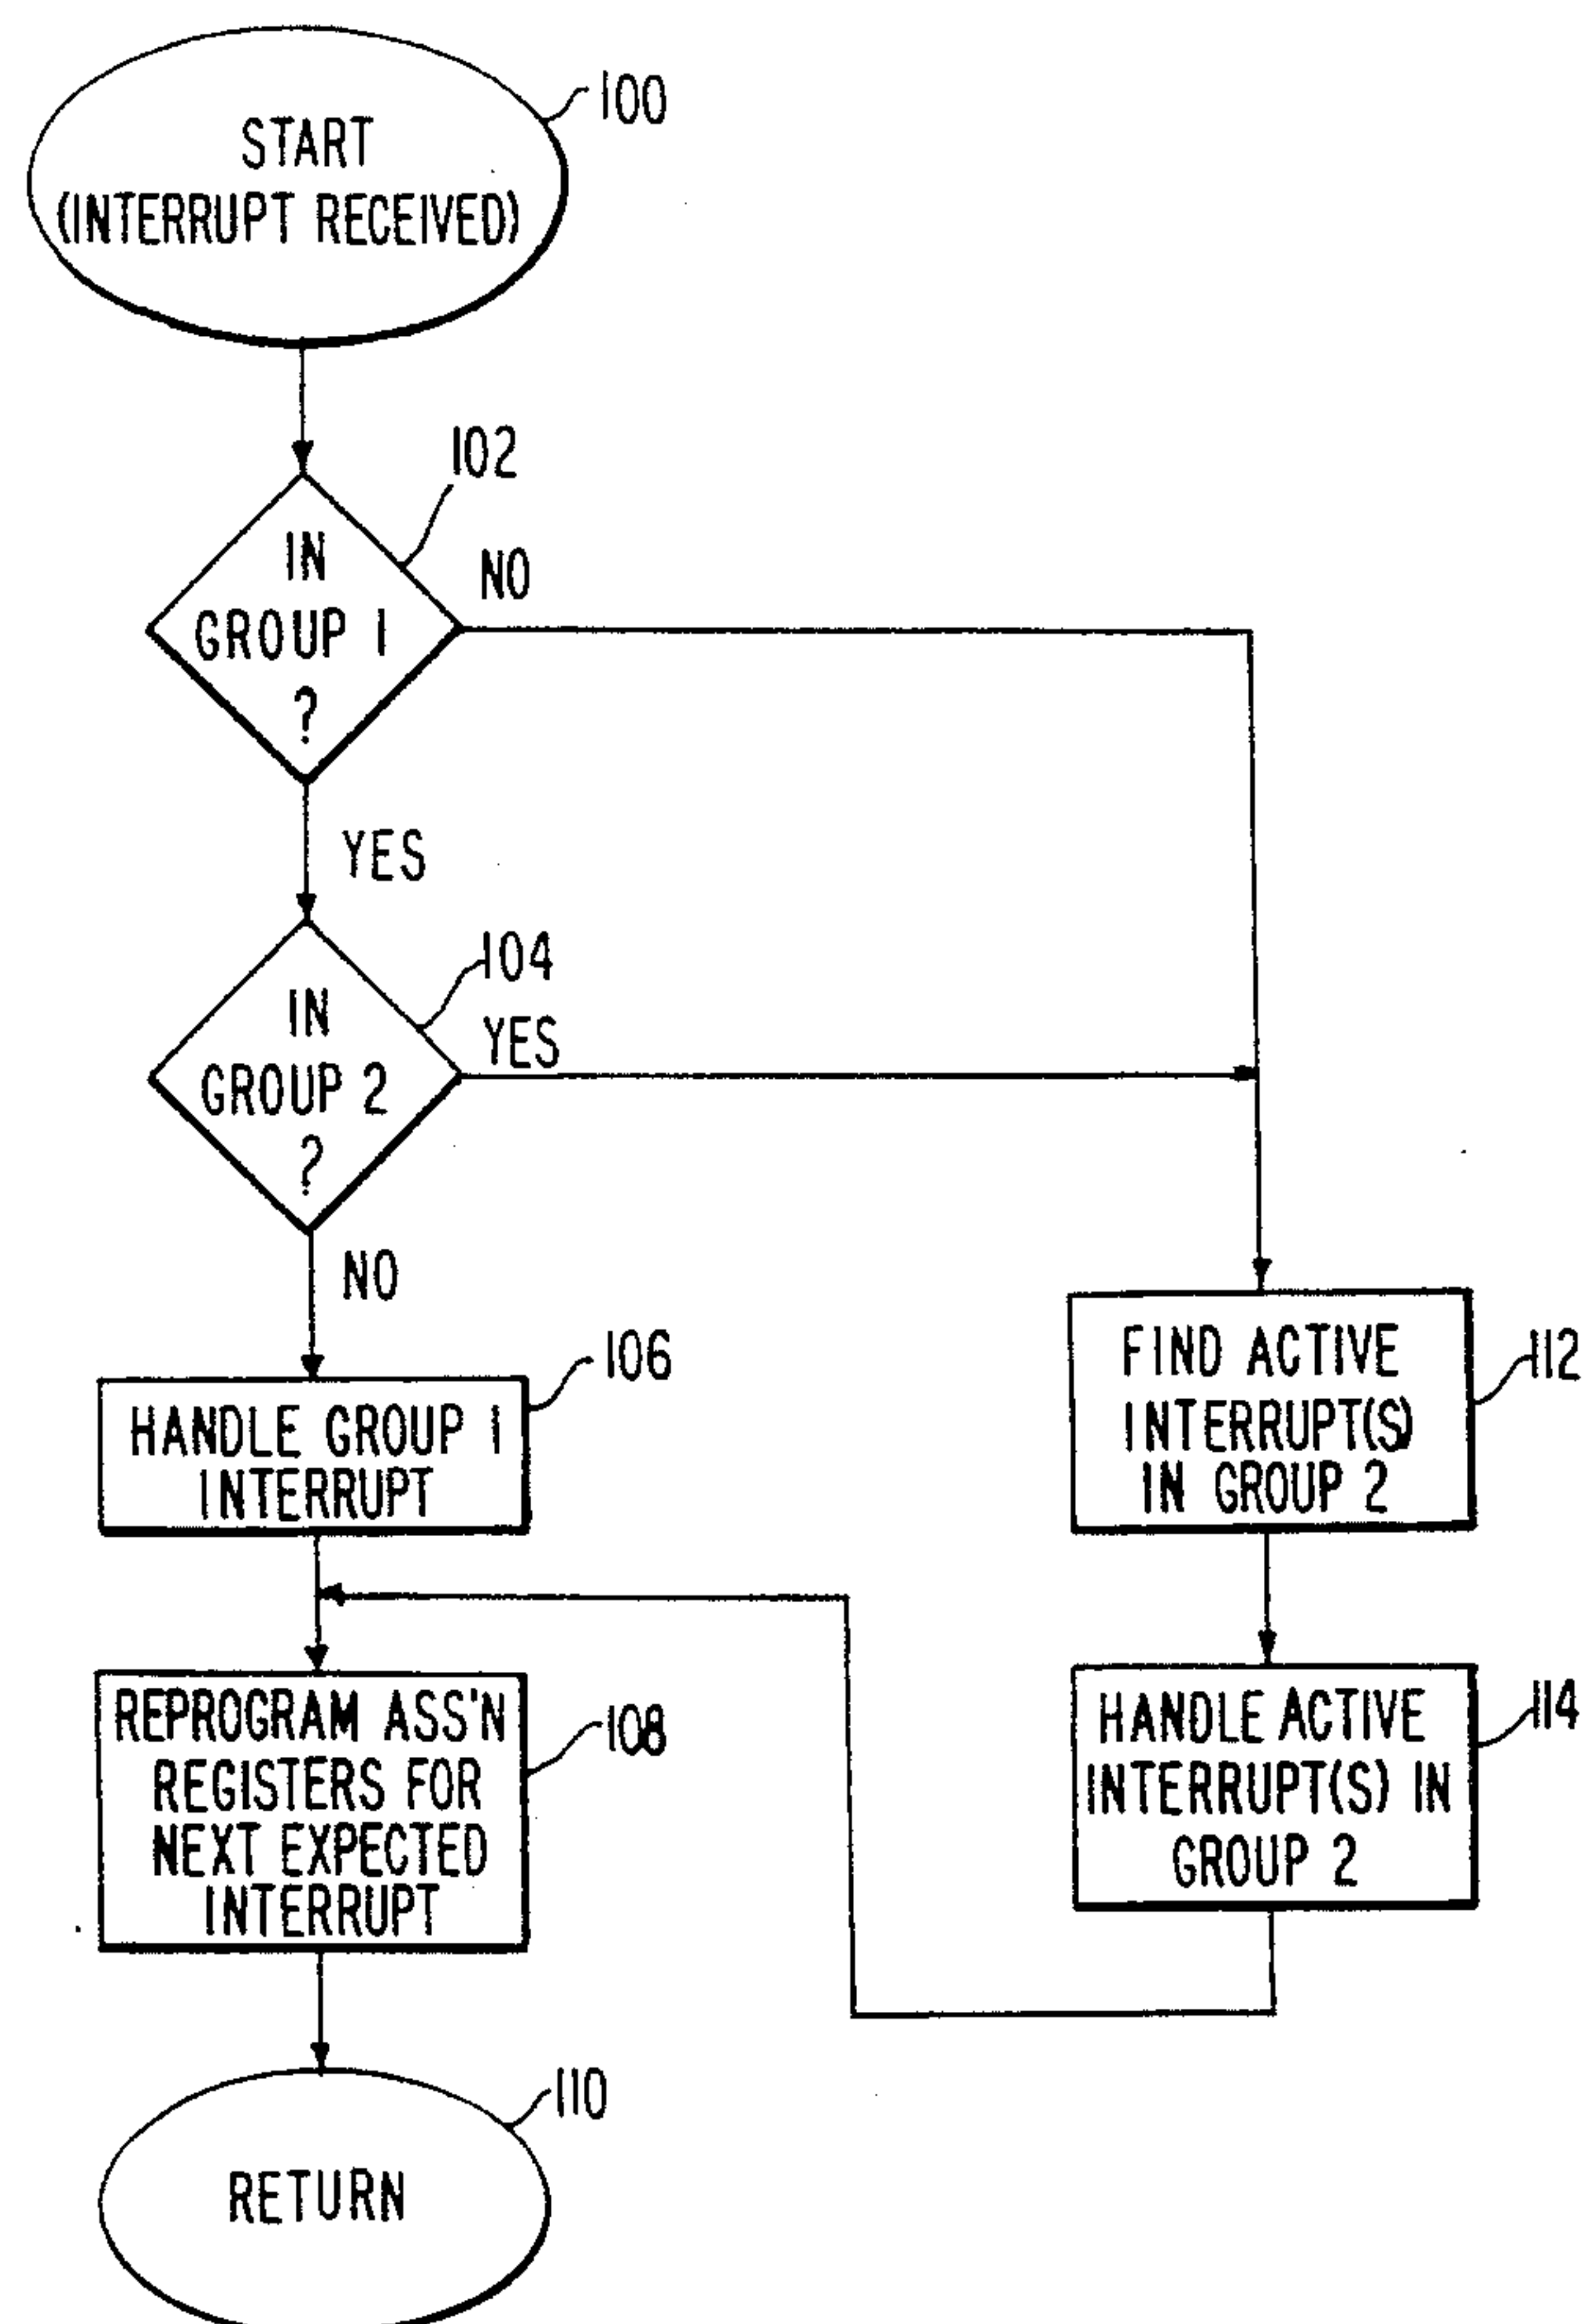 START
(INTERRUPT RECEIVED)
100
102
IN
GROUP 1
?
NO
YES
104
IN
GROUP 2
?
YES
NO
106
HANDLE GROUP 1
INTERRUPT
FIND ACTIVE
INTERRUPT(S)
IN GROUP 2
112
REPROGRAM ASS'N
REGISTERS FOR
NEXT EXPECTED
INTERRUPT
108
HANDLE ACTIVE
INTERRUPT(S) IN
GROUP 2
114
110
RETURN